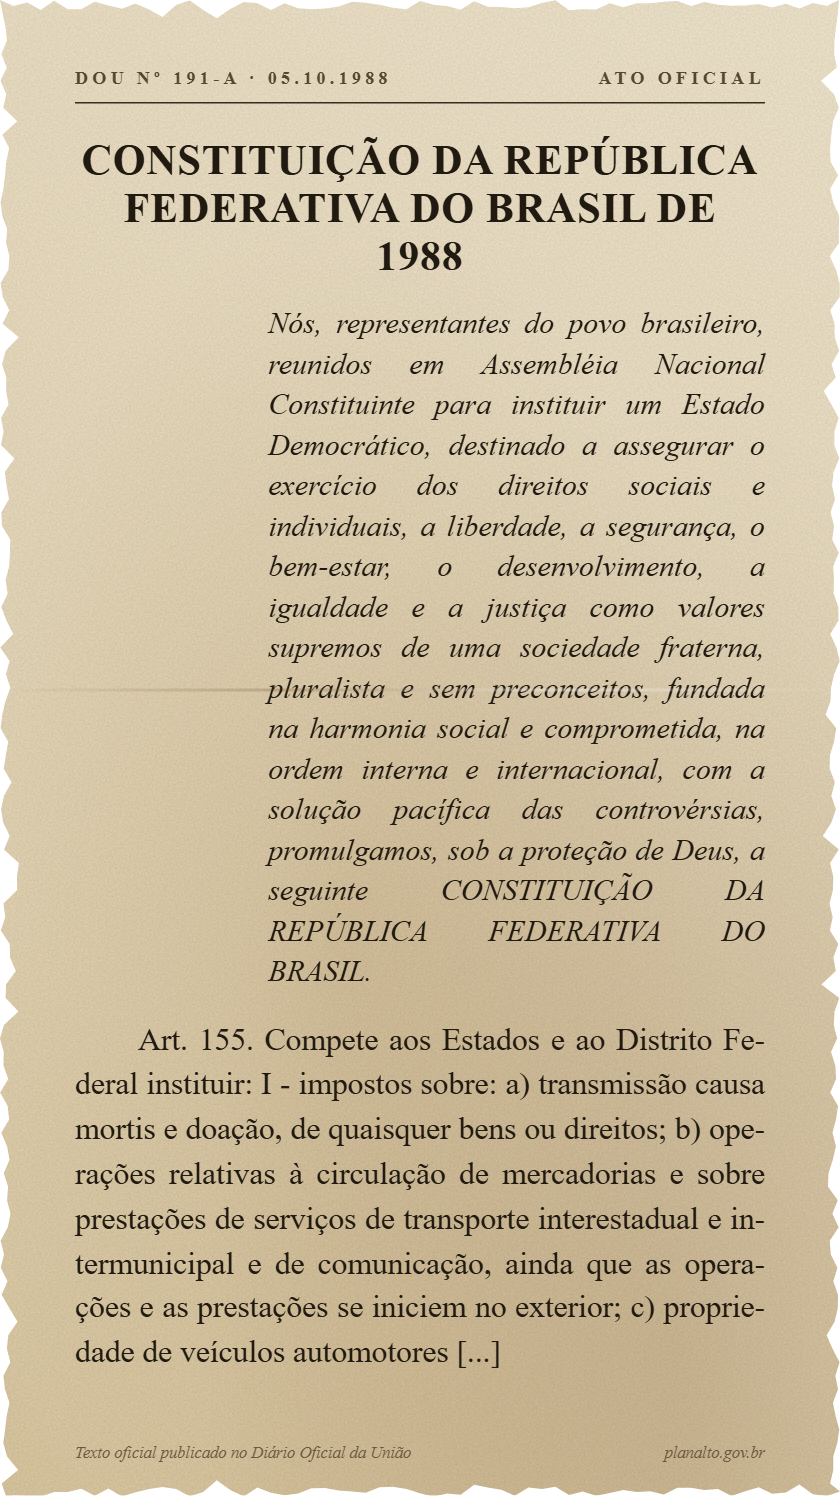 DOU Nº 191-A · 05.10.1988
ATO OFICIAL
CONSTITUIÇÃO DA REPÚBLICA
FEDERATIVA DO BRASIL DE
1988
Nós, representantes do povo brasileiro,
reunidos em Assembléia Nacional
Constituinte para instituir um Estado
Democrático, destinado a assegurar o
exercício dos direitos sociais e
individuais, a liberdade, a segurança, o
bem-estar, o desenvolvimento, a
igualdade e a justiça como valores
supremos de uma sociedade fraterna,
pluralista e sem preconceitos, fundada
na harmonia social e comprometida, na
ordem interna e internacional, com a
solução pacífica das controvérsias,
promulgamos, sob a proteção de Deus, a
seguinte CONSTITUIÇÃO DA
REPÚBLICA FEDERATIVA DO
BRASIL.
Art. 155. Compete aos Estados e ao Distrito Fe-
deral instituir: I - impostos sobre: a) transmissão causa
mortis e doação, de quaisquer bens ou direitos; b) ope-
rações relativas à circulação de mercadorias e sobre
prestações de serviços de transporte interestadual e in-
termunicipal e de comunicação, ainda que as opera-
ções e as prestações se iniciem no exterior; c) proprie-
dade de veículos automotores [...]
Texto oficial publicado no Diário Oficial da União
planalto.gov.br